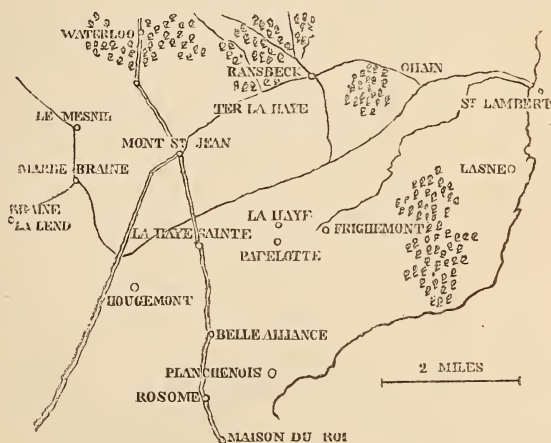 WATERLOO
RANSBECK
OHAIN
ST LAMBERT
LE MESNIL
TER LA HAYE
MONT ST JEAN
MARBE BRAINE
LASNE
BRAINE
LA LEND
LA HAYE
LA HAYE SAINTE
FRIGHEMONT
PAPELOTTE
HOUGEMONT
BELLE ALLIANCE
2 MILES
PLANCHENOIS
ROSOME
MAISON DU ROI